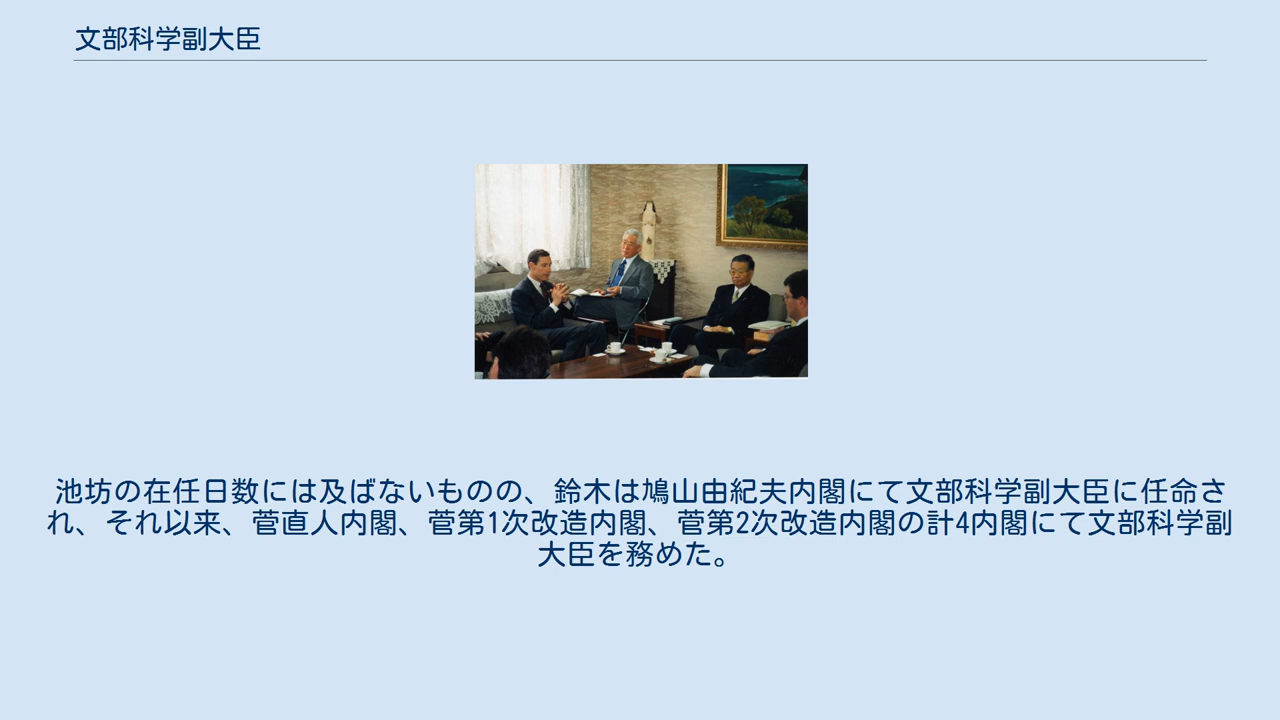 文部科学副大臣
池坊の在任日数には及ばないものの、鈴木は鳩山由紀夫内閣にて文部科学副大臣に任命さ
れ、それ以来、菅直人内閣、菅第1次改造内閣、菅第2次改造内閣の計4内閣にて文部科学副
大臣を務めた。